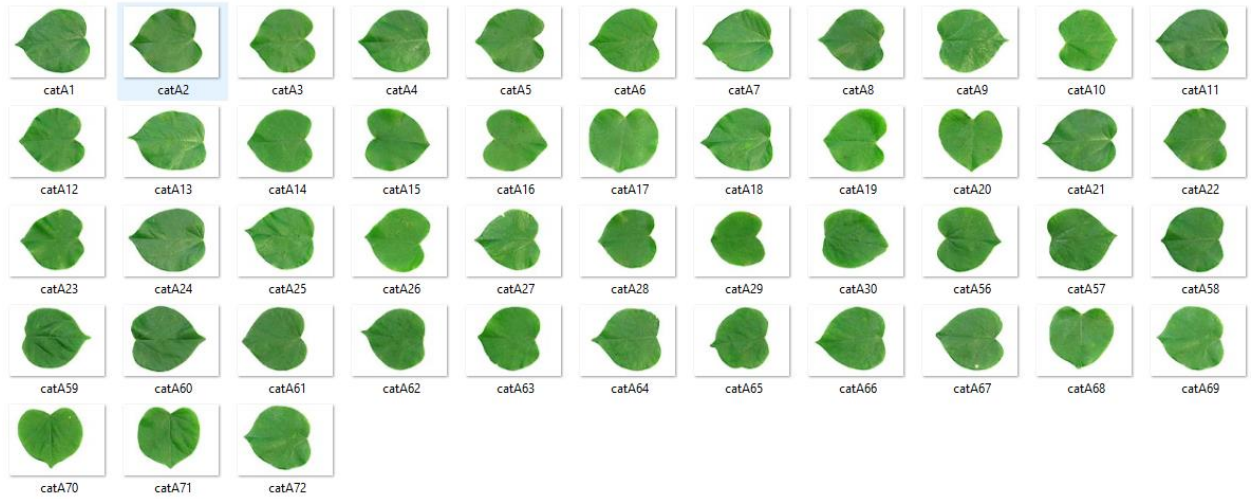 catA1 catA2 catA3 catA4 catA5 catA6 catA7 catA8 catA9 catA10 catA11
catA12 catA13 catA14 catA15 catA16 catA17 catA18 catA19 catA20 catA21 catA22
catA23 catA24 catA25 catA26 catA27 catA28 catA29 catA30 catA56 catA57 catA58
catA59 catA60 catA61 catA62 catA63 catA64 catA65 catA66 catA67 catA68 catA69
catA70 catA71 catA72